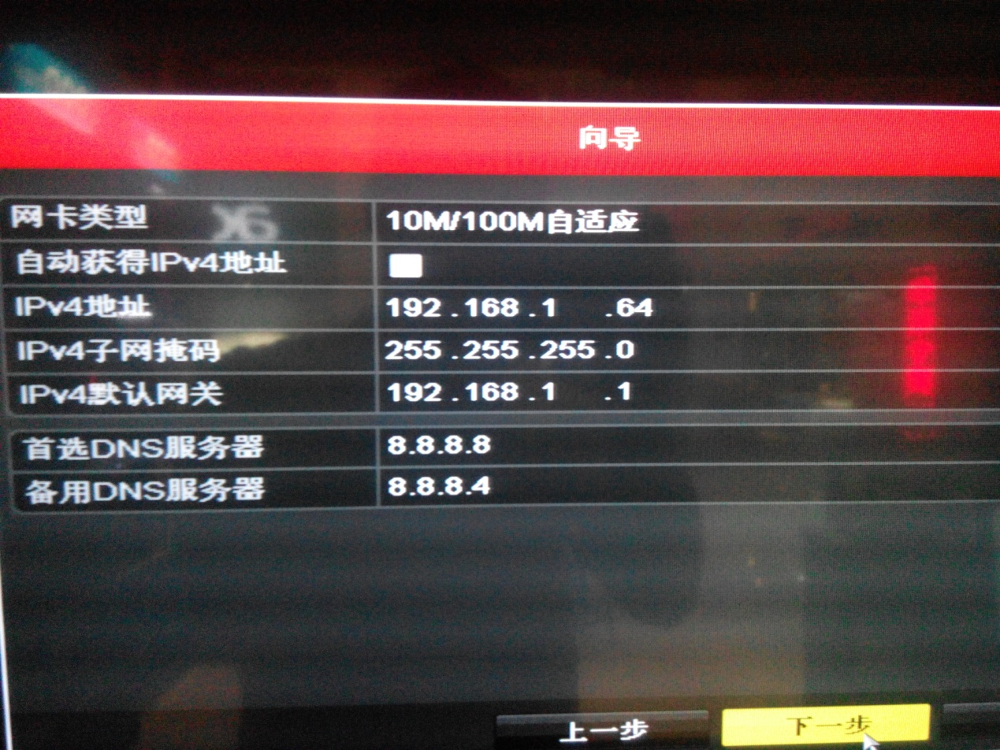 向导
网卡类型 10M/100M自适应
自动获得IPv4地址
IPv4地址 192.168.1.64
IPv4子网掩码 255.255.255.0
IPv4默认网关 192.168.1.1
首选DNS服务器 8.8.8.8
备用DNS服务器 8.8.8.4
上一步 下一步